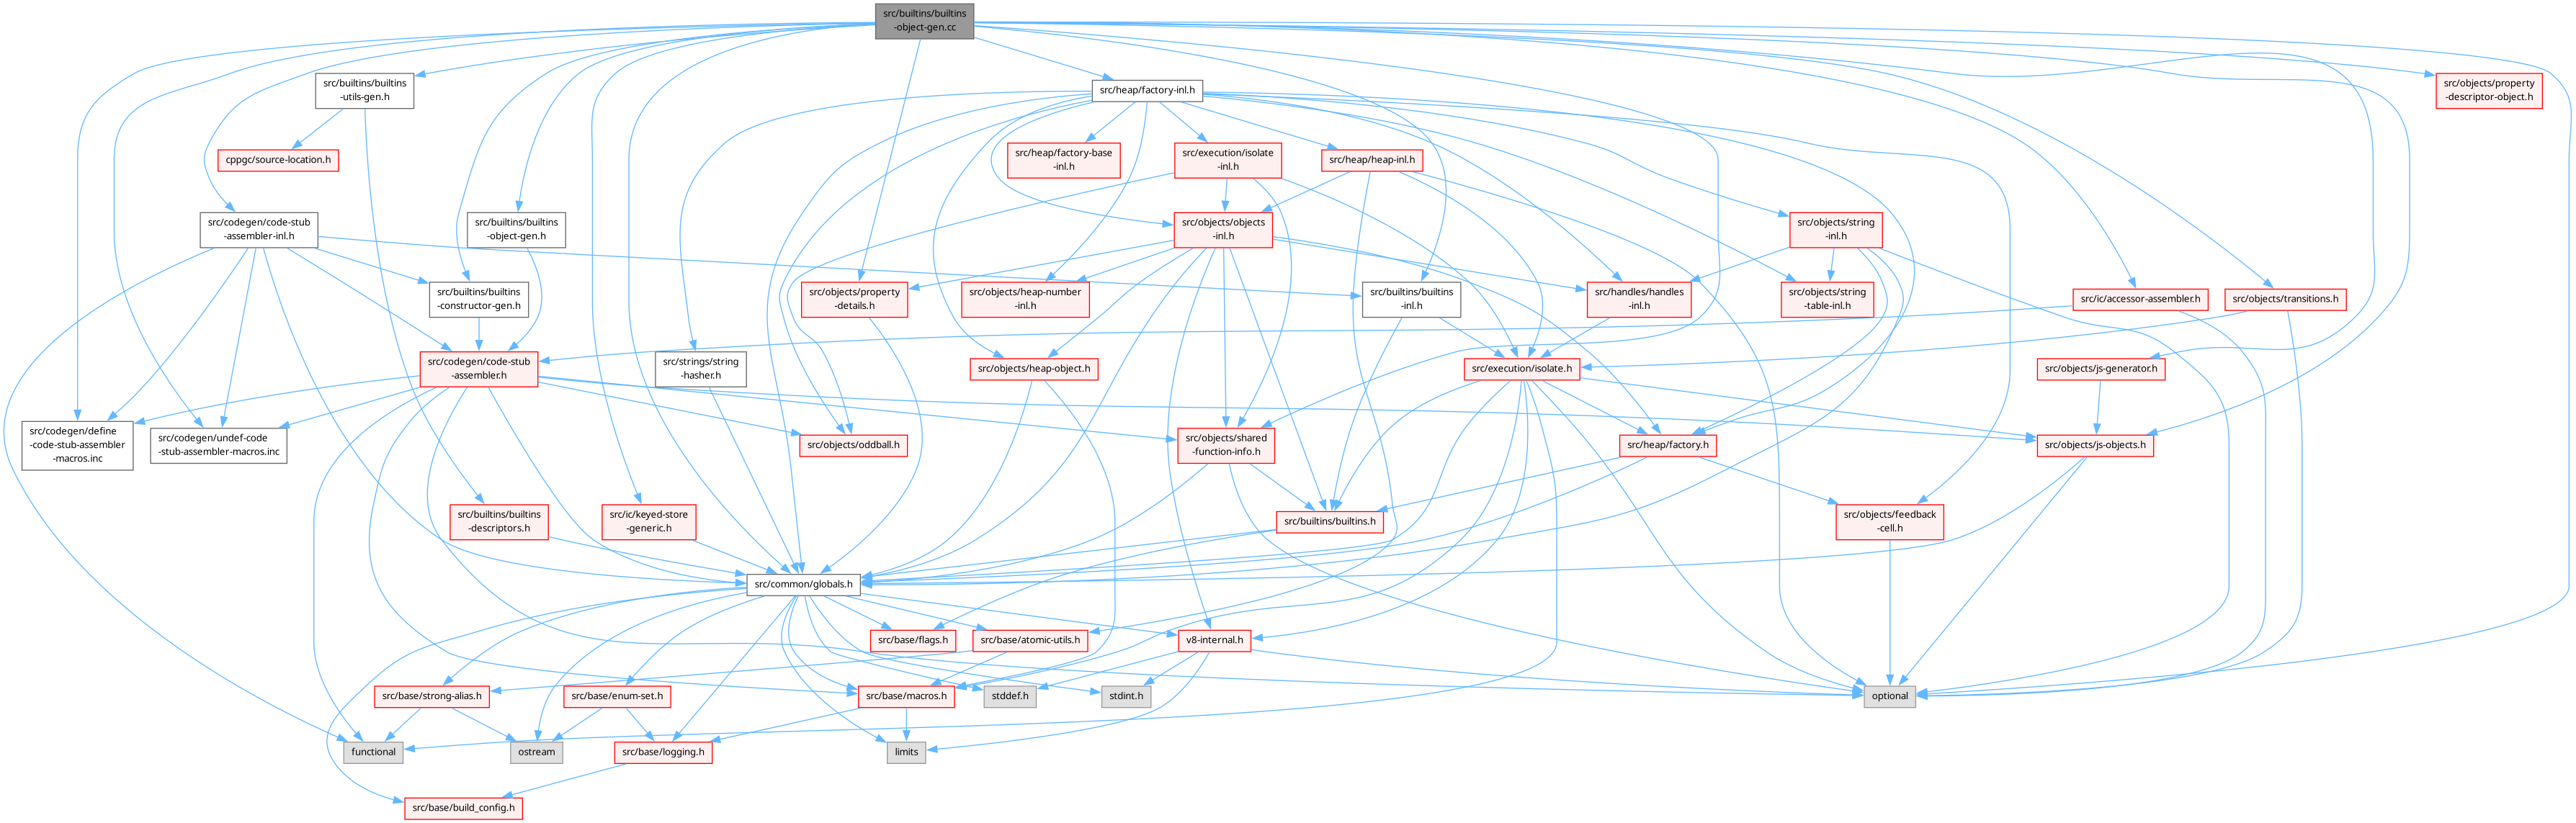 src/builtins/builtins
-object-gen.cc
src/builtins/builtins
-utils-gen.h
src/heap/factory-inl.h
src/objects/property
-descriptor-object.h
cppgc/source-location.h
src/heap/factory-base
-inl.h
src/execution/isolate
-inl.h
src/heap/heap-inl.h
src/codegen/code-stub
-assembler-inl.h
src/builtins/builtins
-object-gen.h
src/objects/objects
-inl.h
src/objects/string
-inl.h
src/builtins/builtins
-constructor-gen.h
src/objects/property
-details.h
src/objects/heap-number
-inl.h
src/builtins/builtins
-inl.h
src/handles/handles
-inl.h
src/objects/string
-table-inl.h
src/ic/accessor-assembler.h
src/objects/transitions.h
src/codegen/code-stub
-assembler.h
src/strings/string
-hasher.h
src/objects/heap-object.h
src/execution/isolate.h
src/objects/js-generator.h
src/codegen/define
-code-stub-assembler
-macros.inc
src/codegen/undef-code
-stub-assembler-macros.inc
src/objects/oddball.h
src/objects/shared
-function-info.h
src/heap/factory.h
src/objects/js-objects.h
src/builtins/builtins
-descriptors.h
src/ic/keyed-store
-generic.h
src/builtins/builtins.h
src/objects/feedback
-cell.h
src/common/globals.h
src/base/flags.h
src/base/atomic-utils.h
v8-internal.h
src/base/strong-alias.h
src/base/enum-set.h
src/base/macros.h
stddef.h
stdint.h
optional
functional
ostream
src/base/logging.h
limits
src/base/build_config.h